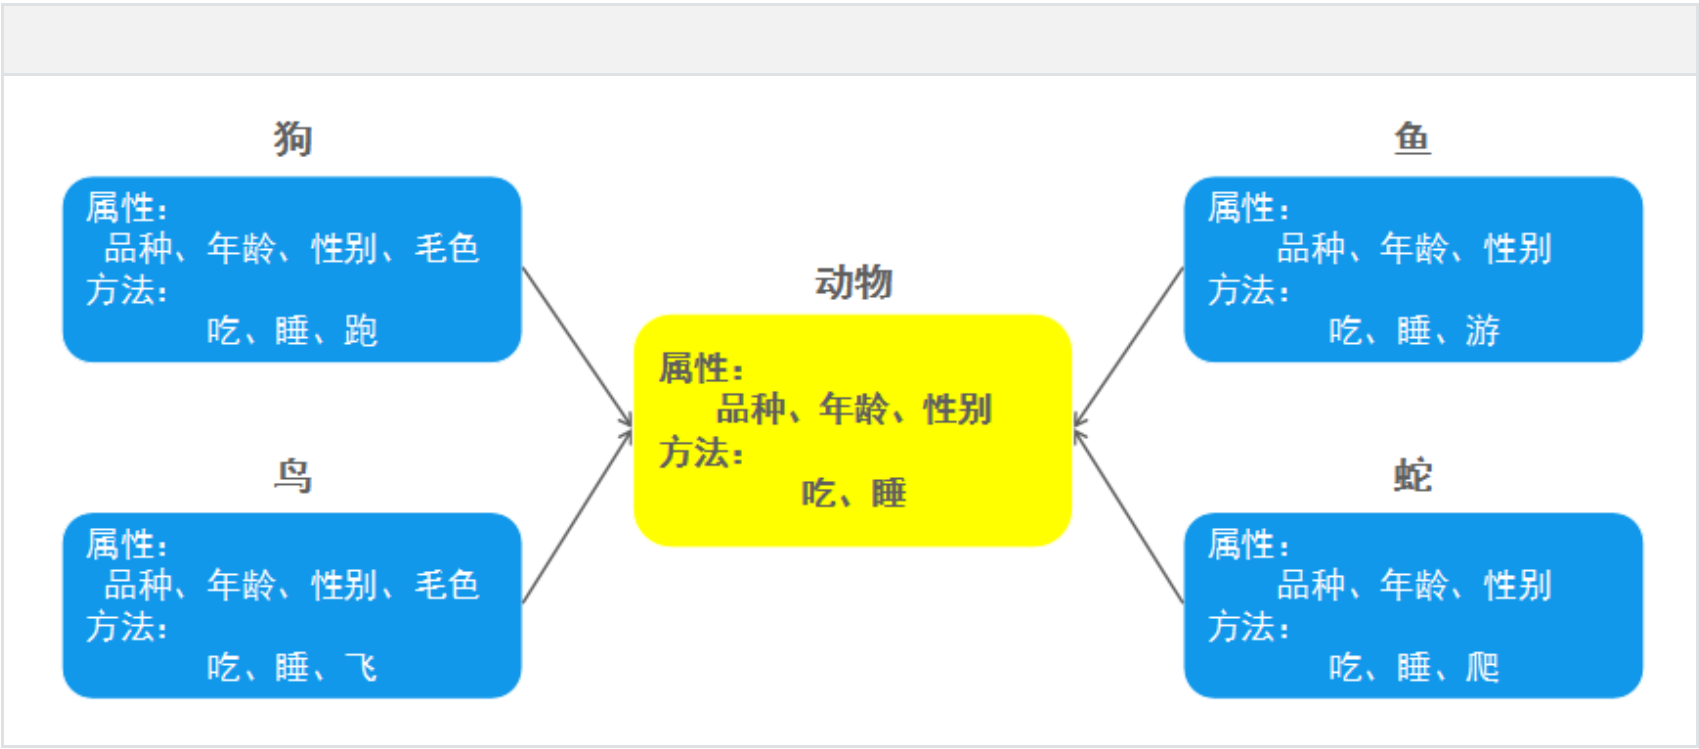 狗
属性：
品种、年龄、性别、毛色
方法：
吃、睡、跑
鸟
属性：
品种、年龄、性别、毛色
方法：
吃、睡、飞
动物
属性：
品种、年龄、性别
方法：
吃、睡
鱼
属性：
品种、年龄、性别
方法：
吃、睡、游
蛇
属性：
品种、年龄、性别
方法：
吃、睡、爬